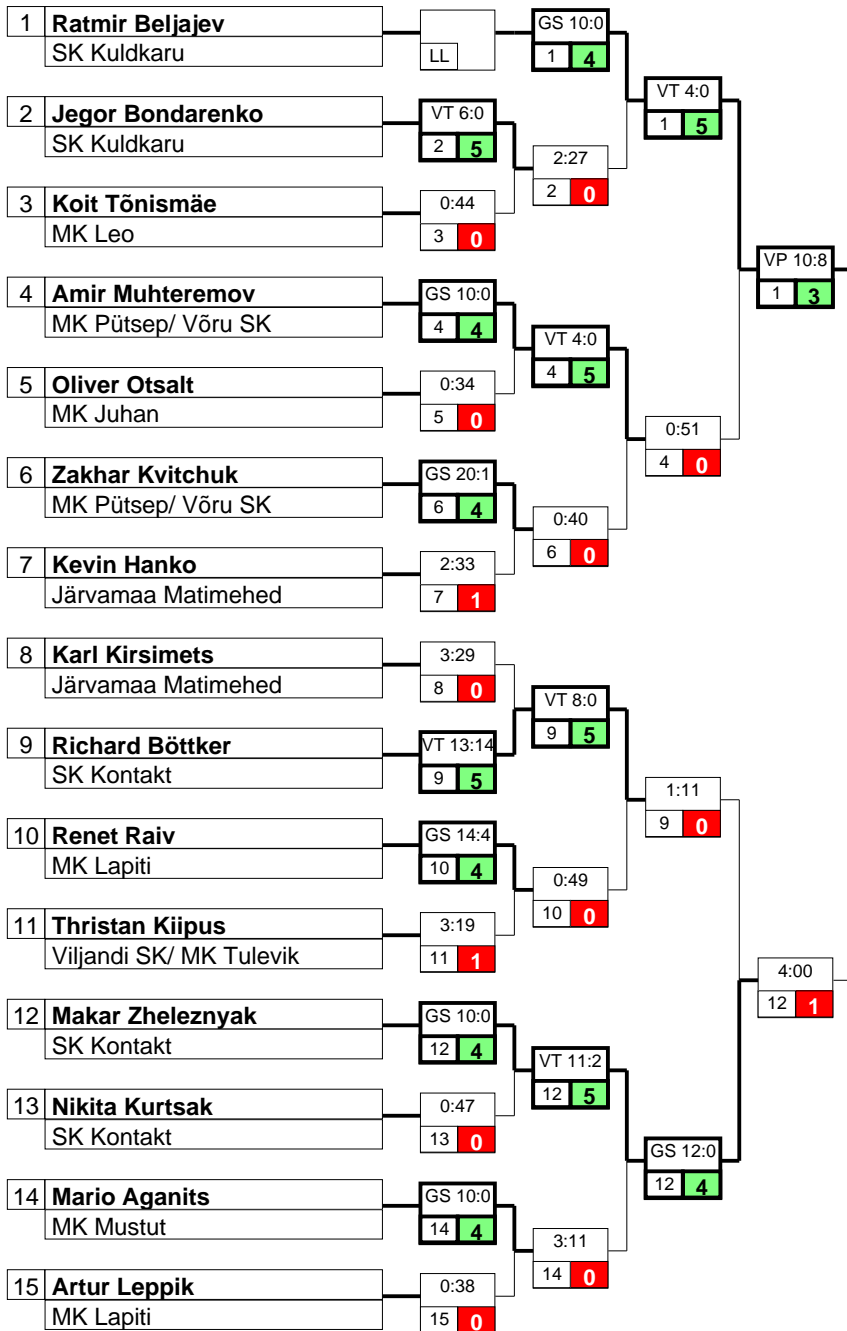 1 Ratmir Beljajev
SK Kuldkaru
LL
GS 10:0
1 4
VT 4:0
1 5
2 Jegor Bondarenko
SK Kuldkaru
VT 6:0
2 5
2:27
2 0
3 Koit Tõnismäe
MK Leo
0:44
3 0
VP 10:8
1 3
4 Amir Muhteremov
MK Pütsep/ Võru SK
GS 10:0
4 4
VT 4:0
4 5
5 Oliver Otsalt
MK Juhan
0:34
5 0
0:51
4 0
6 Zakhar Kvitchuk
MK Pütsep/ Võru SK
GS 20:1
6 4
0:40
6 0
7 Kevin Hanko
Järvamaa Matimehed
2:33
7 1
8 Karl Kirsimets
Järvamaa Matimehed
3:29
8 0
VT 8:0
9 5
9 Richard Böttker
SK Kontakt
VT 13:14
9 5
1:11
9 0
10 Renet Raiv
MK Lapiti
GS 14:4
10 4
0:49
10 0
11 Thristan Kiipus
Viljandi SK/ MK Tulevik
3:19
11 1
4:00
12 1
12 Makar Zheleznyak
SK Kontakt
GS 10:0
12 4
VT 11:2
12 5
13 Nikita Kurtsak
SK Kontakt
0:47
13 0
GS 12:0
12 4
14 Mario Aganits
MK Mustut
GS 10:0
14 4
3:11
14 0
15 Artur Leppik
MK Lapiti
0:38
15 0